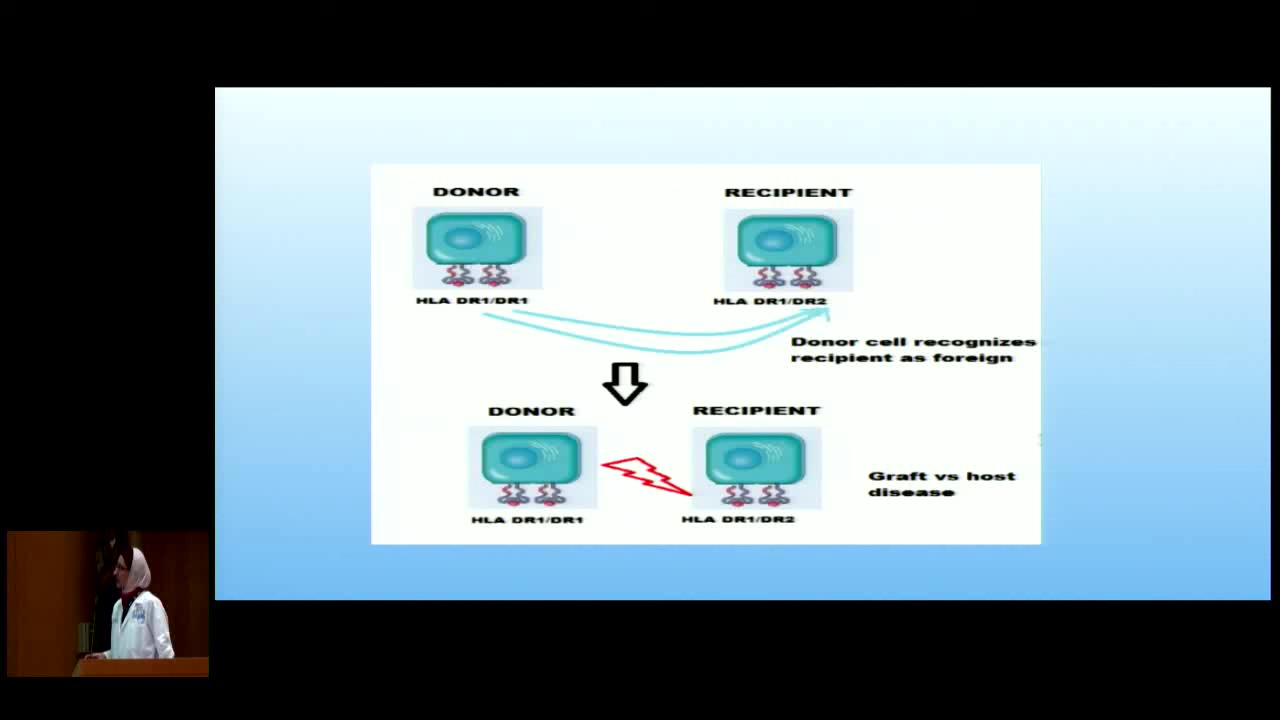 DONOR
RECIPIENT
HLA DR1/DR1
HLA DR1/DR2
Donor cell recognizes
recipient as foreign
DONOR
RECIPIENT
Graft vs host
disease
HLA DR1/DR1
HLA DR1/DR2